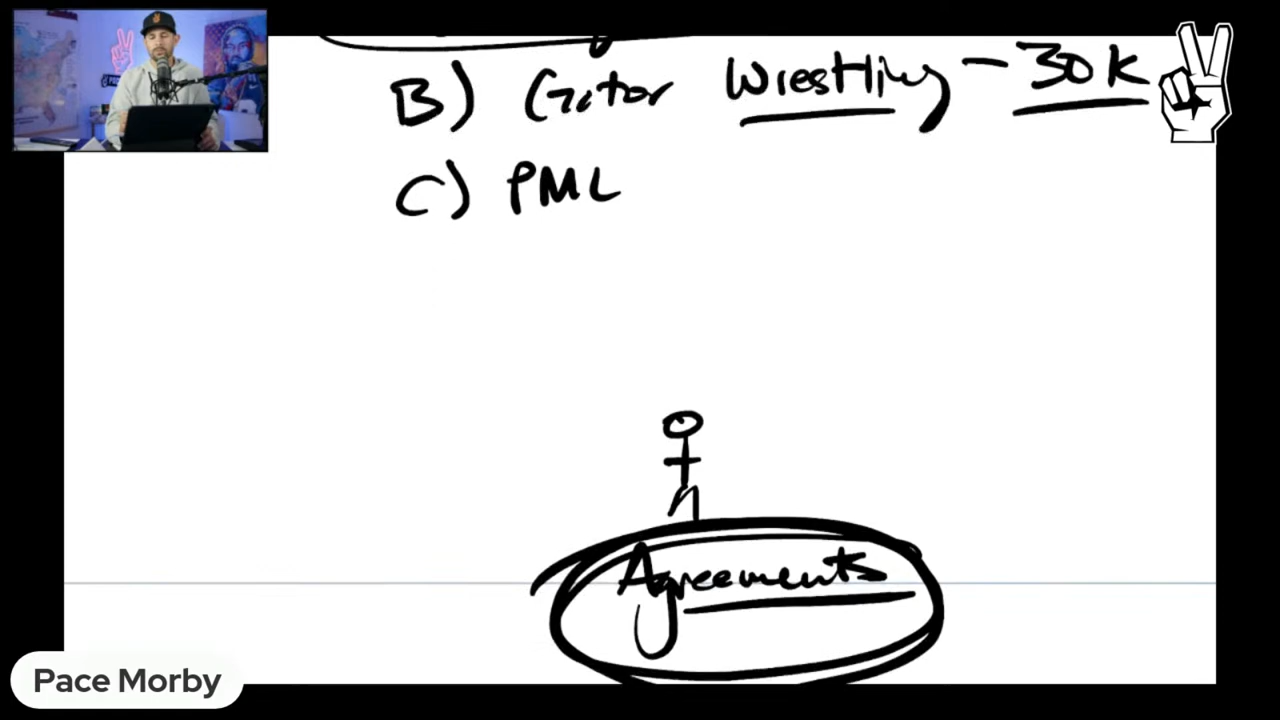 B) Gator Wrestling - 30K
C) PML
Agreements
Pace Morby